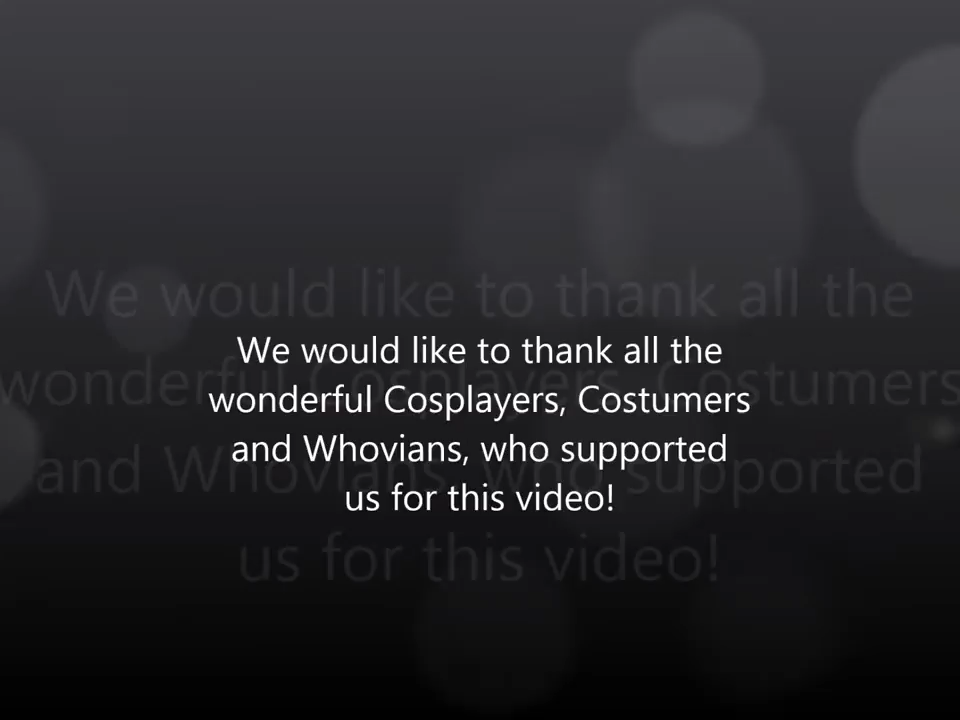 We would like to thank all the
wonderful Cosplayers, Costumers
and Whovians, who supported
us for this video!